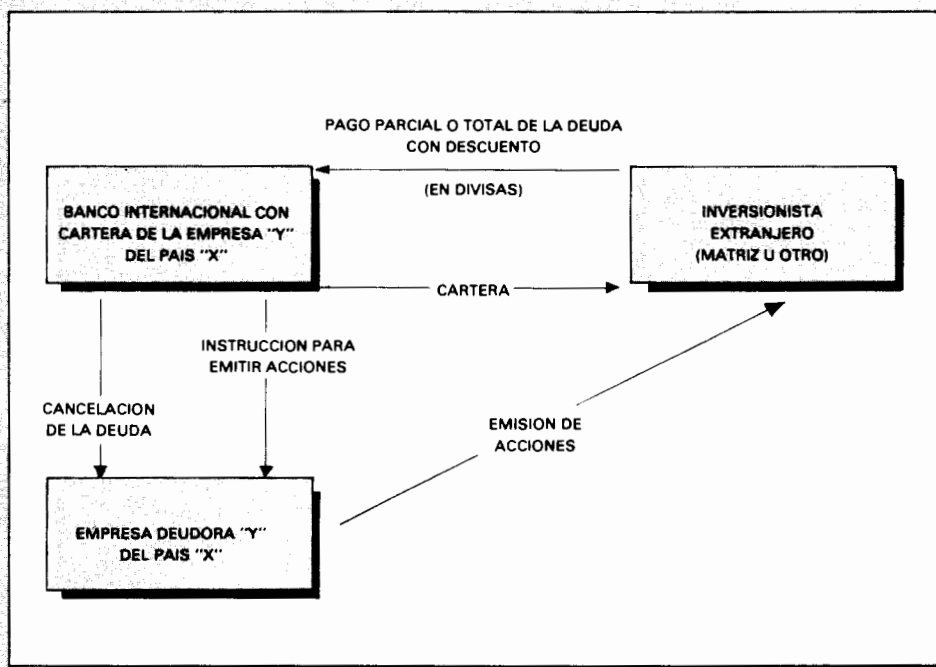 PAGO PARCIAL O TOTAL DE LA DEUDA
CON DESCUENTO
(EN DIVISAS)
BANCO INTERNACIONAL CON
CARTERA DE LA EMPRESA "Y"
DEL PAIS "X"
INVERSIONISTA
EXTRANJERO
(MATRIZ U OTRO)
CARTERA
INSTRUCCION PARA
EMITIR ACCIONES
CANCELACION
DE LA DEUDA
EMISION DE
ACCIONES
EMPRESA DEUDORA "Y"
DEL PAIS "X"